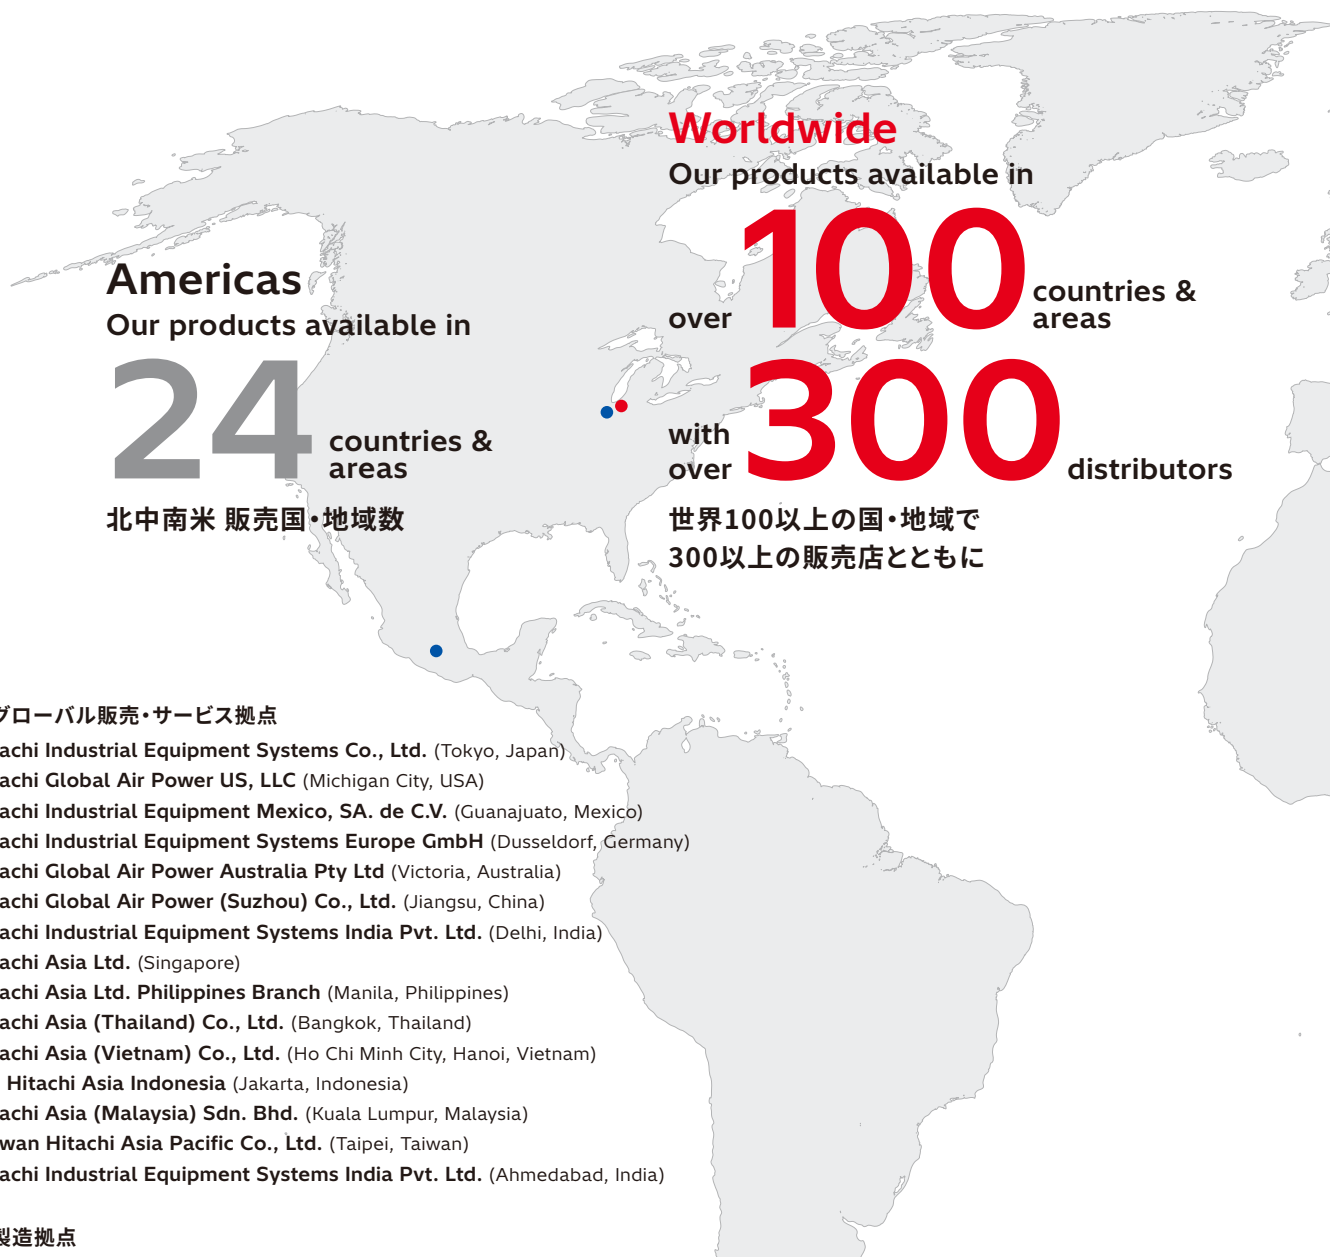 Worldwide
Our products available in
over 100 countries & areas
with over 300 distributors
世界100以上の国・地域で
300以上の販売店とともに
Americas
Our products available in
24 countries & areas
北中南米 販売国・地域数
グローバル販売・サービス拠点
achi Industrial Equipment Systems Co., Ltd. (Tokyo, Japan)
achi Global Air Power US, LLC (Michigan City, USA)
achi Industrial Equipment Mexico, SA. de C.V. (Guanajuato, Mexico)
achi Industrial Equipment Systems Europe GmbH (Dusseldorf, Germany)
achi Global Air Power Australia Pty Ltd (Victoria, Australia)
achi Global Air Power (Suzhou) Co., Ltd. (Jiangsu, China)
achi Industrial Equipment Systems India Pvt. Ltd. (Delhi, India)
achi Asia Ltd. (Singapore)
achi Asia Ltd. Philippines Branch (Manila, Philippines)
achi Asia (Thailand) Co., Ltd. (Bangkok, Thailand)
achi Asia (Vietnam) Co., Ltd. (Ho Chi Minh City, Hanoi, Vietnam)
Hitachi Asia Indonesia (Jakarta, Indonesia)
achi Asia (Malaysia) Sdn. Bhd. (Kuala Lumpur, Malaysia)
wan Hitachi Asia Pacific Co., Ltd. (Taipei, Taiwan)
achi Industrial Equipment Systems India Pvt. Ltd. (Ahmedabad, India)
製造拠点